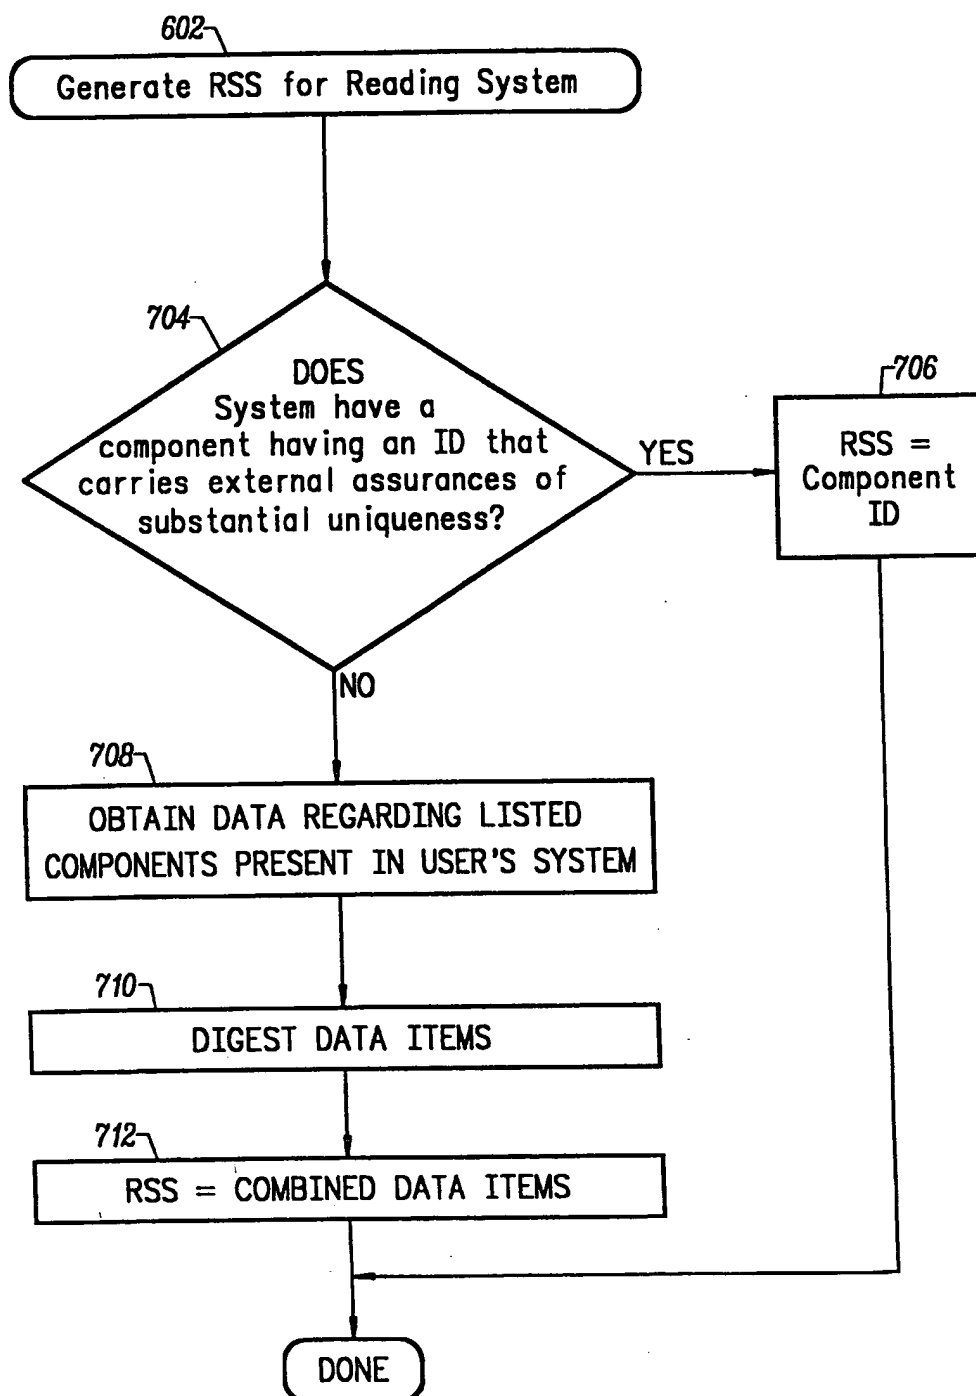 602
Generate RSS for Reading System
704
DOES
System have a
component having an ID that
carries external assurances of
substantial uniqueness?
YES
706
RSS =
Component
ID
NO
708
OBTAIN DATA REGARDING LISTED
COMPONENTS PRESENT IN USER'S SYSTEM
710
DIGEST DATA ITEMS
712
RSS = COMBINED DATA ITEMS
DONE